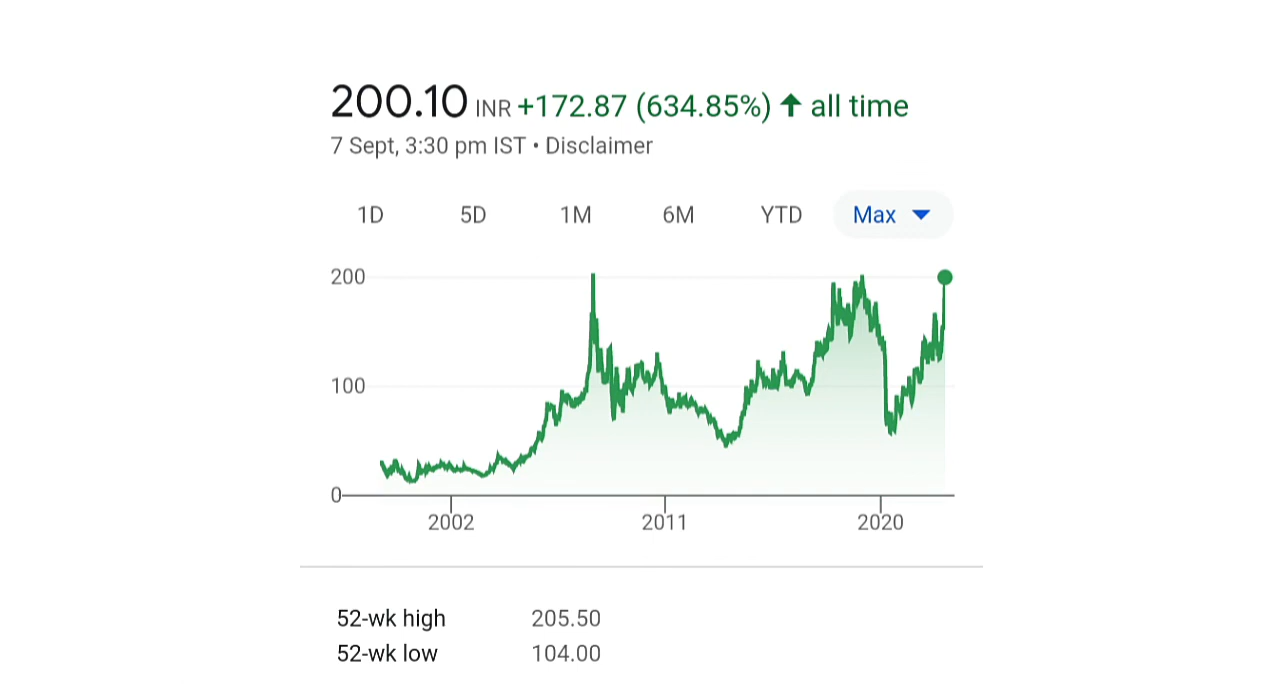 200.10 INR +172.87 (634.85%) ↑ all time
7 Sept, 3:30 pm IST • Disclaimer
1D 5D 1M 6M YTD Max
200
100
0
2002 2011 2020
52-wk high 205.50
52-wk low 104.00